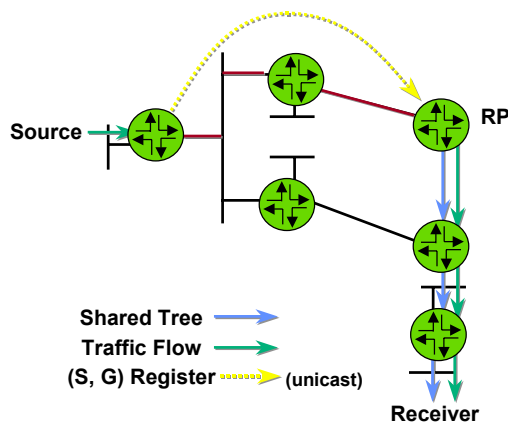 Source
RP
Shared Tree
Traffic Flow
(S, G) Register
(unicast)
Receiver